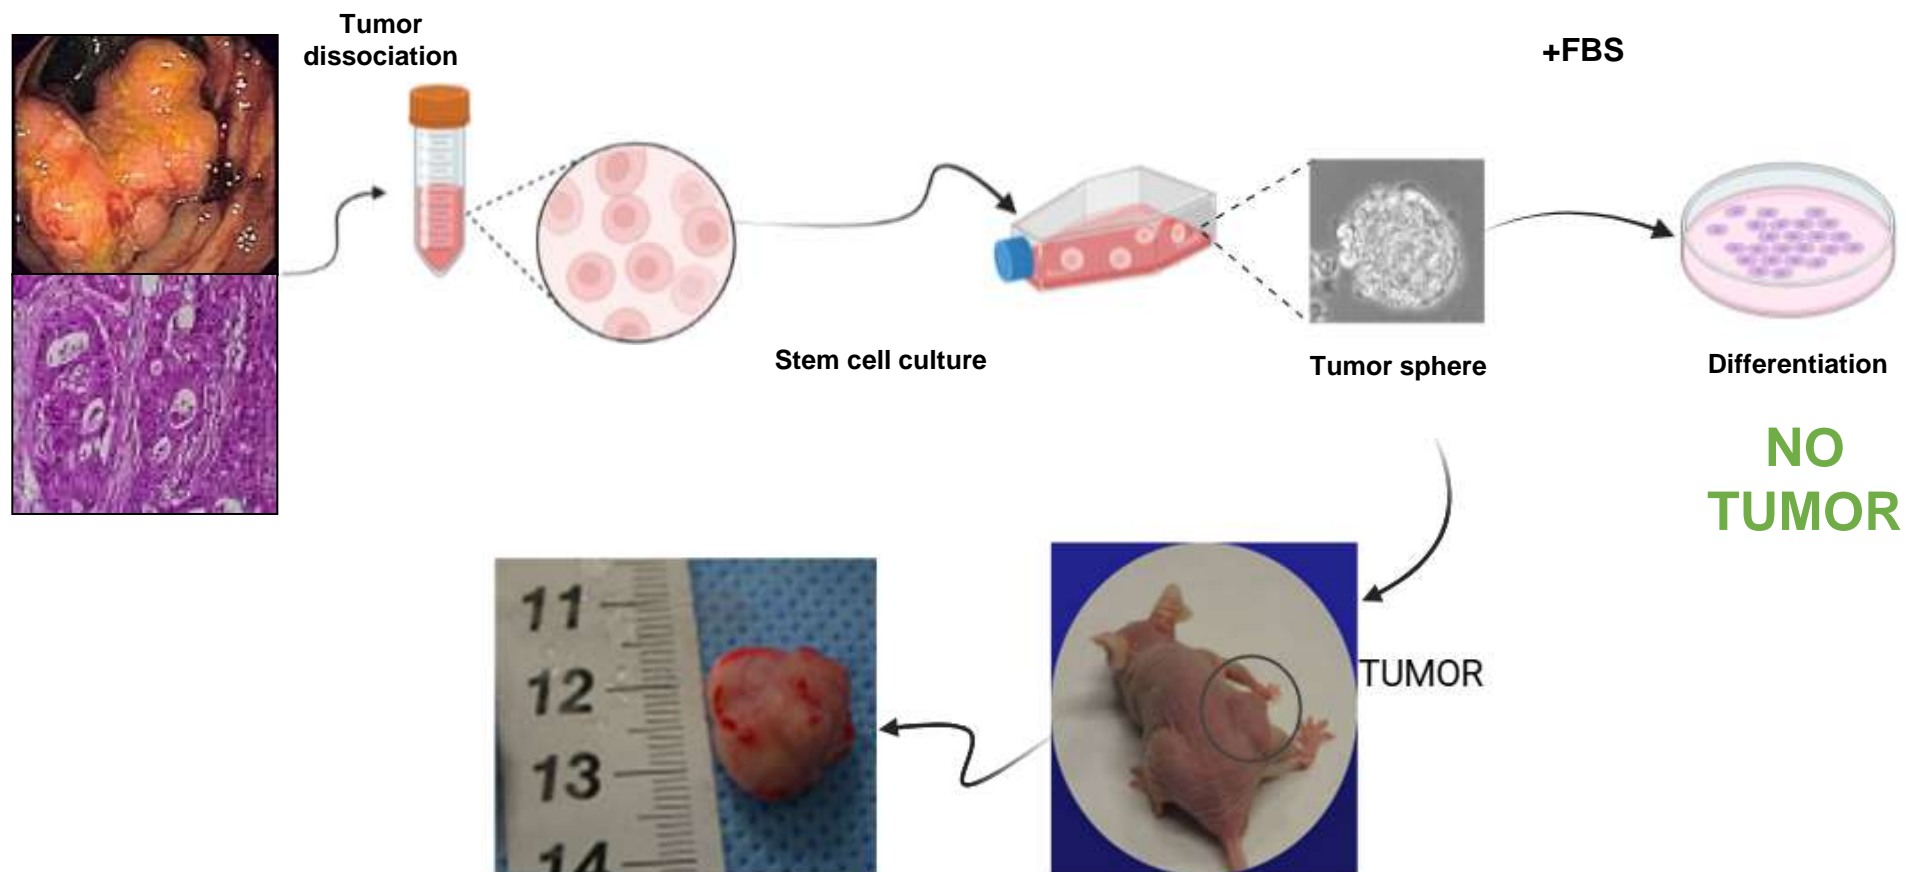 Tumor
dissociation
+FBS
Stem cell culture
Tumor sphere
Differentiation
NO
TUMOR
TUMOR
11
12
13
14